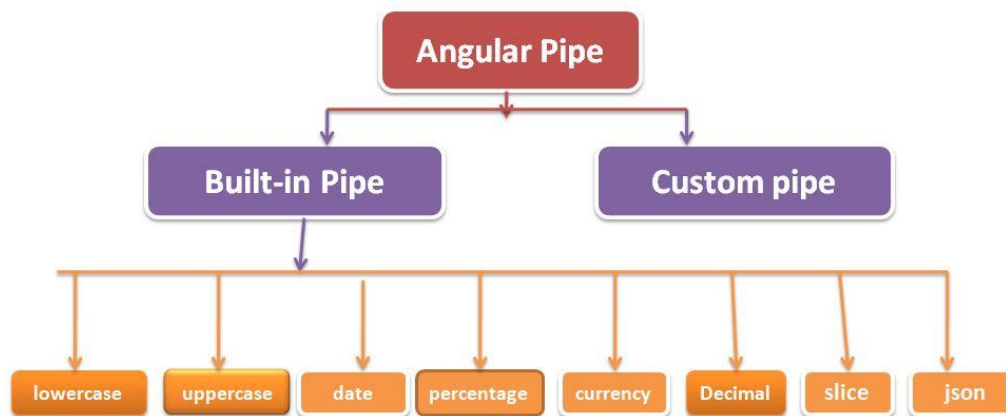 Angular Pipe
Built-in Pipe
Custom pipe
lowercase
uppercase
date
percentage
currency
Decimal
slice
json